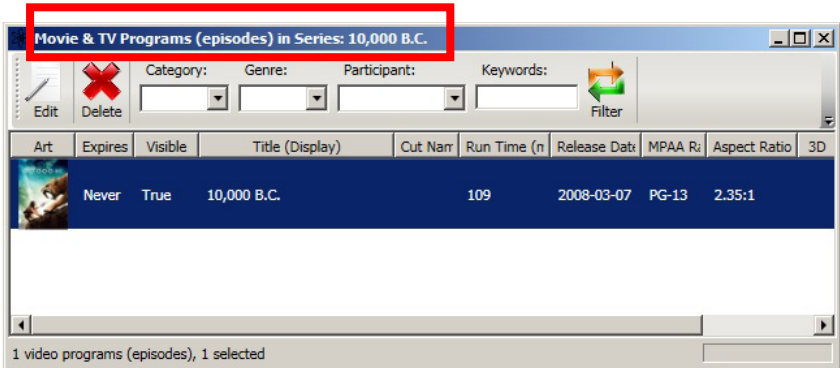 Movie & TV Programs (episodes) in Series: 10,000 B.C.
Category: Genre: Participant: Keywords:
Edit Delete Filter
Art Expires Visible Title (Display) Cut Nam Run Time (n Release Date MPAA Ra Aspect Ratio 3D
Never True 10,000 B.C. 109 2008-03-07 PG-13 2.35:1
1 video programs (episodes), 1 selected